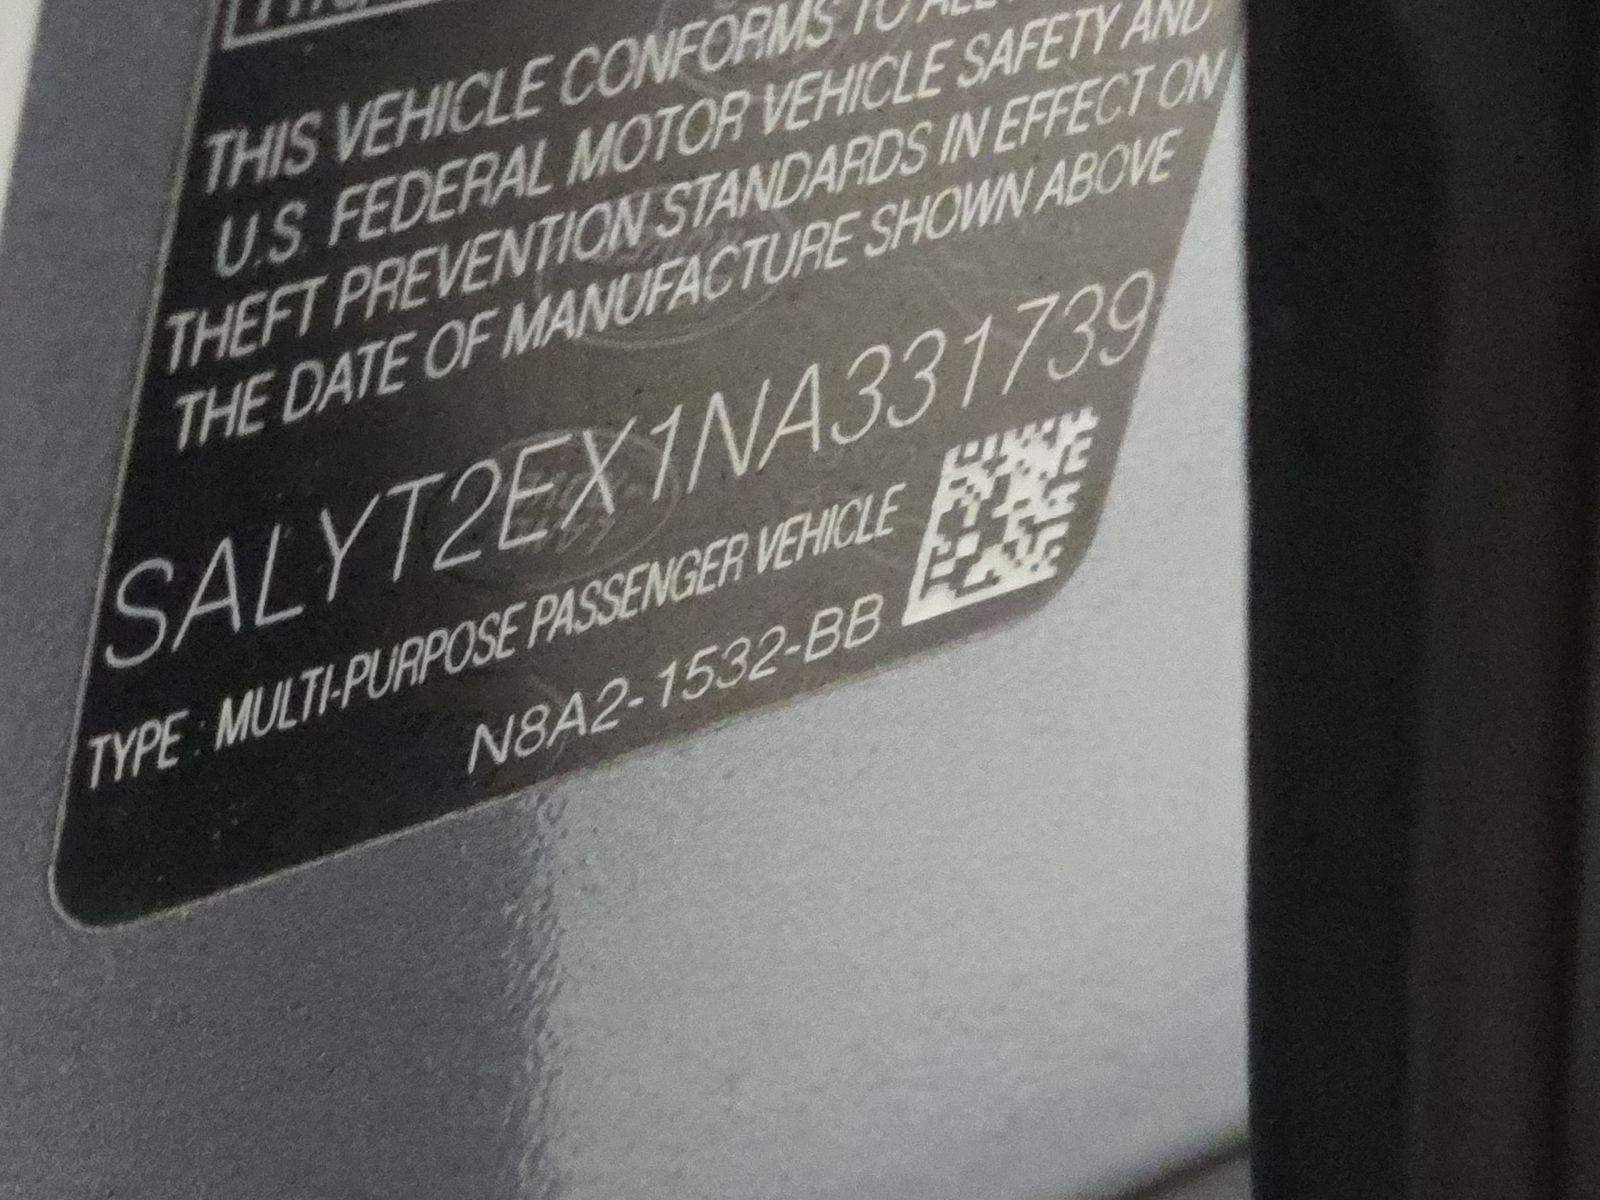 THIS VEHICLE CONFORMS TO ALL
U.S. FEDERAL MOTOR VEHICLE SAFETY AND
THEFT PREVENTION STANDARDS IN EFFECT ON
THE DATE OF MANUFACTURE SHOWN ABOVE
SALYT2EX1NA331739
TYPE : MULTI-PURPOSE PASSENGER VEHICLE
N8A2-1532-BB